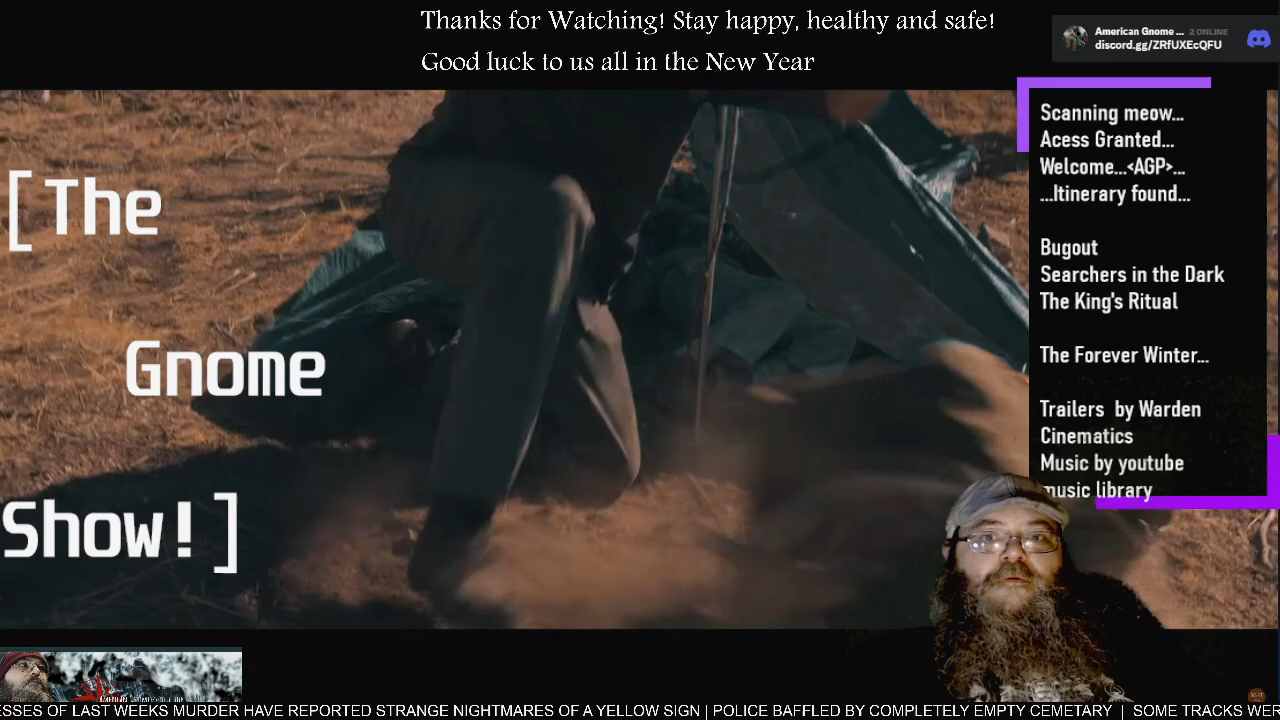 Thanks for Watching! Stay happy, healthy and safe!
Good luck to us all in the New Year
American Gnome ... 2 ONLINE
discord.gg/ZRfUXEcQFU
Scanning meow...
Acess Granted...
Welcome...<AGP>...
...Itinerary found...
Bugout
Searchers in the Dark
The King's Ritual
The Forever Winter...
Trailers by Warden
Cinematics
Music by youtube
music library
[The
Gnome
Show!]
ESSES OF LAST WEEKS MURDER HAVE REPORTED STRANGE NIGHTMARES OF A YELLOW SIGN | POLICE BAFFLED BY COMPLETELY EMPTY CEMETARY | SOME TRACKS WER